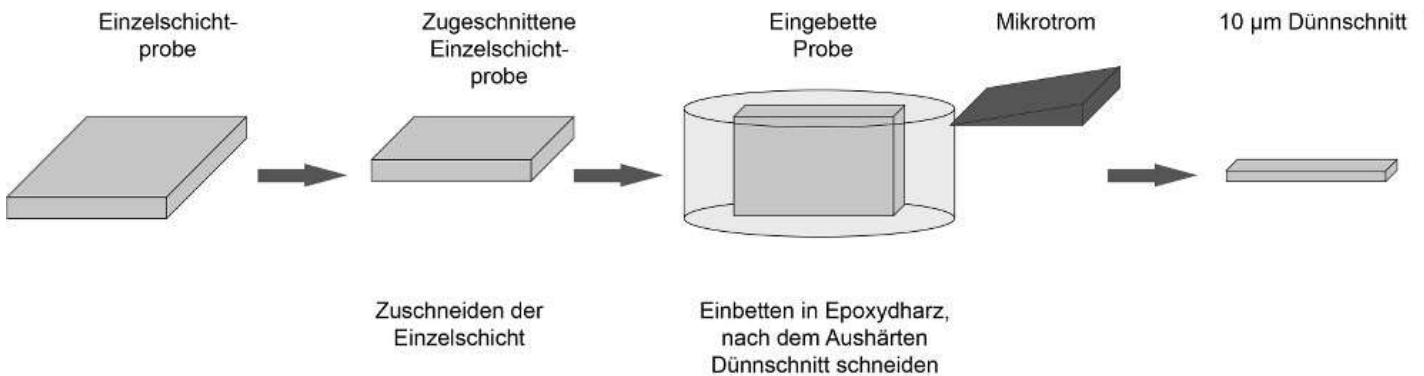 Einzelschicht-
probe
Zugeschnittene
Einzelschicht-
probe
Eingebette
Probe
Mikrotrom
10 µm Dünnschnitt
Zuschneiden der
Einzelschicht
Einbetten in Epoxydharz,
nach dem Aushärten
Dünnschnitt schneiden